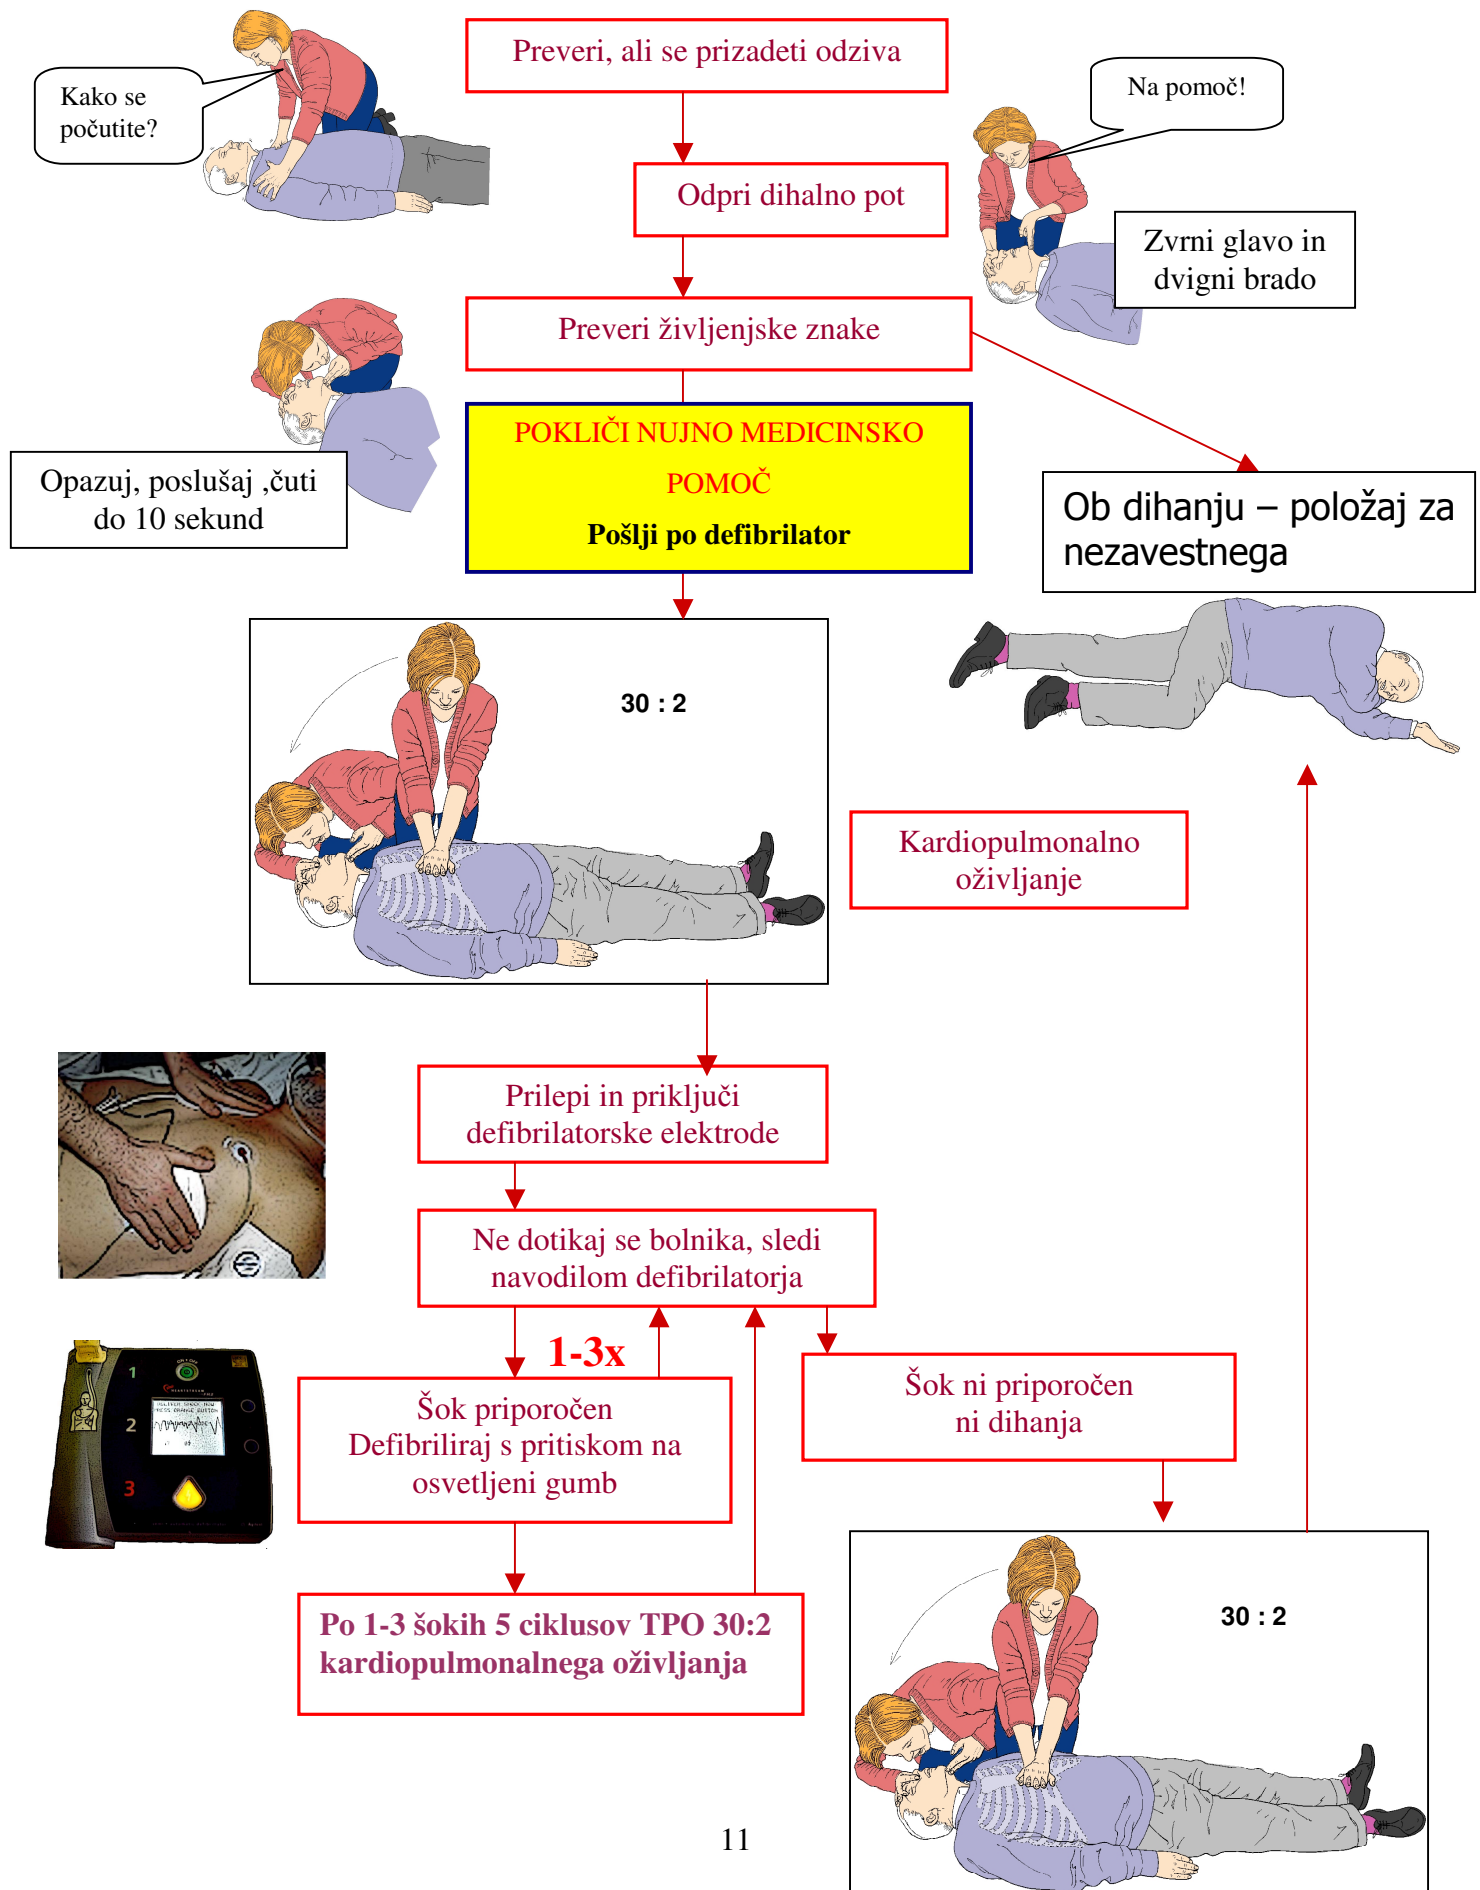 Preveri, ali se prizadeti odziva
Kako se
počutite?
Na pomoč!
Odpri dihalno pot
Zvrni glavo in
dvigni brado
Preveri življenjske znake
POKLIČI NUJNO MEDICINSKO
POMOČ
Pošlji po defibrilator
Opazuj, poslušaj ,čuti
do 10 sekund
Ob dihanju – položaj za
nezavestnega
30 : 2
Kardiopulmonalno
oživljanje
Prilepi in priključi
defibrilatorske elektrode
Ne dotikaj se bolnika, sledi
navodilom defibrilatorja
1-3x
Šok priporočen
Defibriliraj s pritiskom na
osvetljeni gumb
Šok ni priporočen
ni dihanja
1
2
3
Po 1-3 šokih 5 ciklusov TPO 30:2
kardiopulmonalnega oživljanja
30 : 2
11